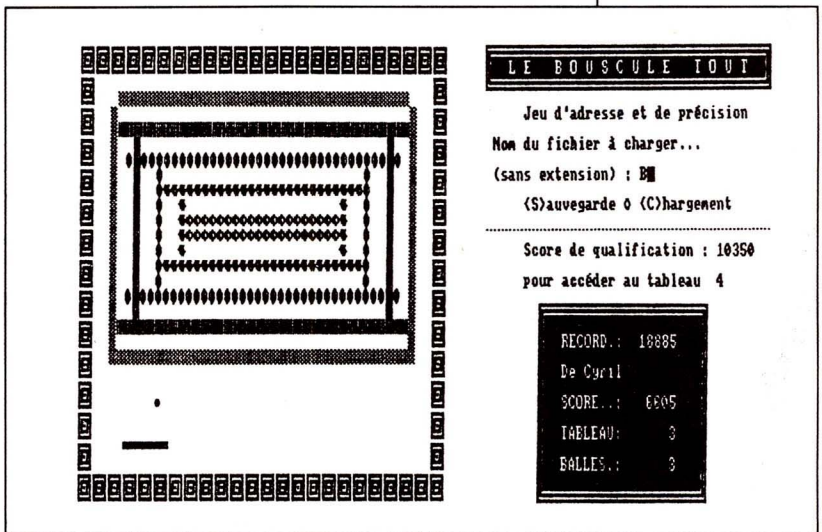 LE BOUSCULE TOUT
Jeu d'adresse et de précision
Nom du fichier à charger...
(sans extension) : B
(S)auvegarde ◊ (C)hargement
Score de qualification : 10350
pour accéder au tableau 4
RECORD.: 18885
De Cyril
SCORE..: 6605
TABLEAU: 3
BALLES.: 3